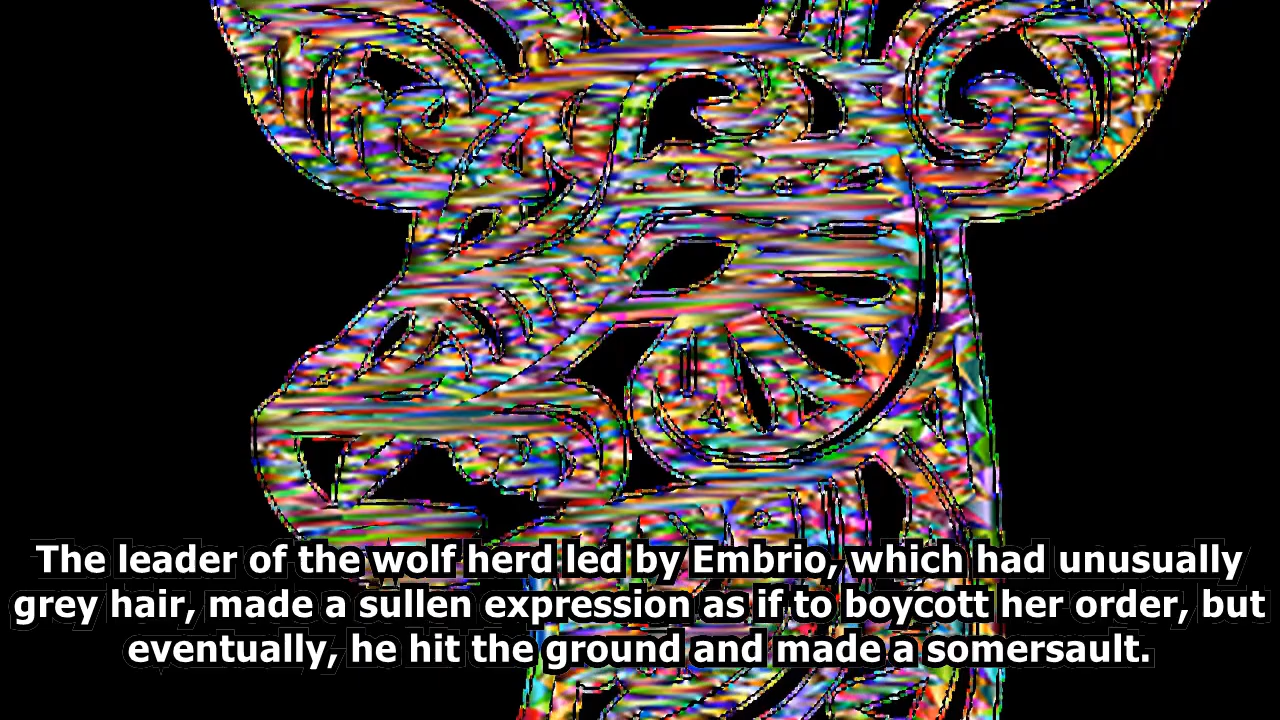 The leader of the wolf herd led by Embrio, which had unusually
grey hair, made a sullen expression as if to boycott her order, but
eventually, he hit the ground and made a somersault.